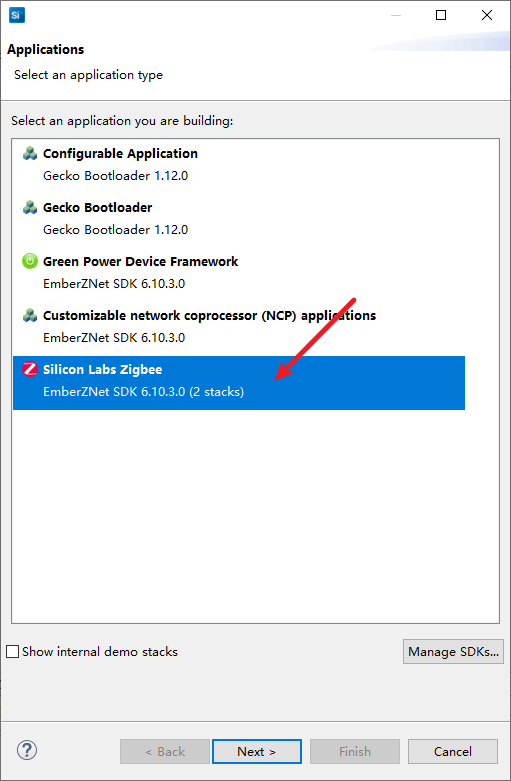 Si
Applications
Select an application type
Select an application you are building:
Configurable Application
Gecko Bootloader 1.12.0
Gecko Bootloader
Gecko Bootloader 1.12.0
Green Power Device Framework
EmberZNet SDK 6.10.3.0
Customizable network coprocessor (NCP) applications
EmberZNet SDK 6.10.3.0
Silicon Labs Zigbee
EmberZNet SDK 6.10.3.0 (2 stacks)
Show internal demo stacks
Manage SDKs...
?
< Back
Next >
Finish
Cancel